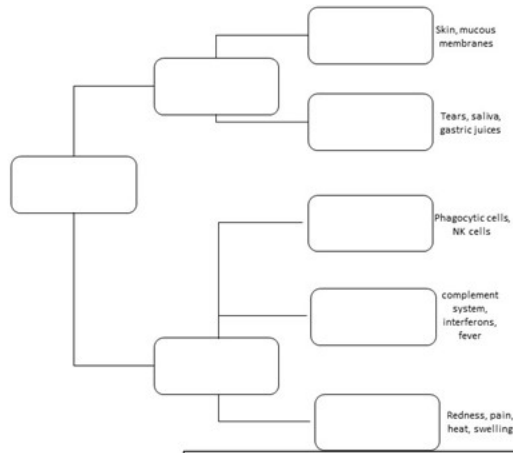 Skin, mucous
membranes
Tears, saliva,
gastric juices
Phagocytic cells,
NK cells
complement
system,
interferons,
fever
Redness, pain,
heat, swelling